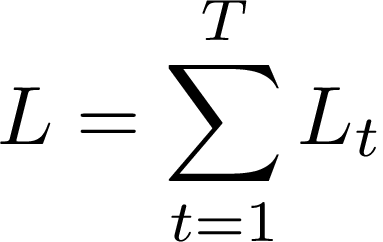 L = \sum_{t=1}^{T} L_t